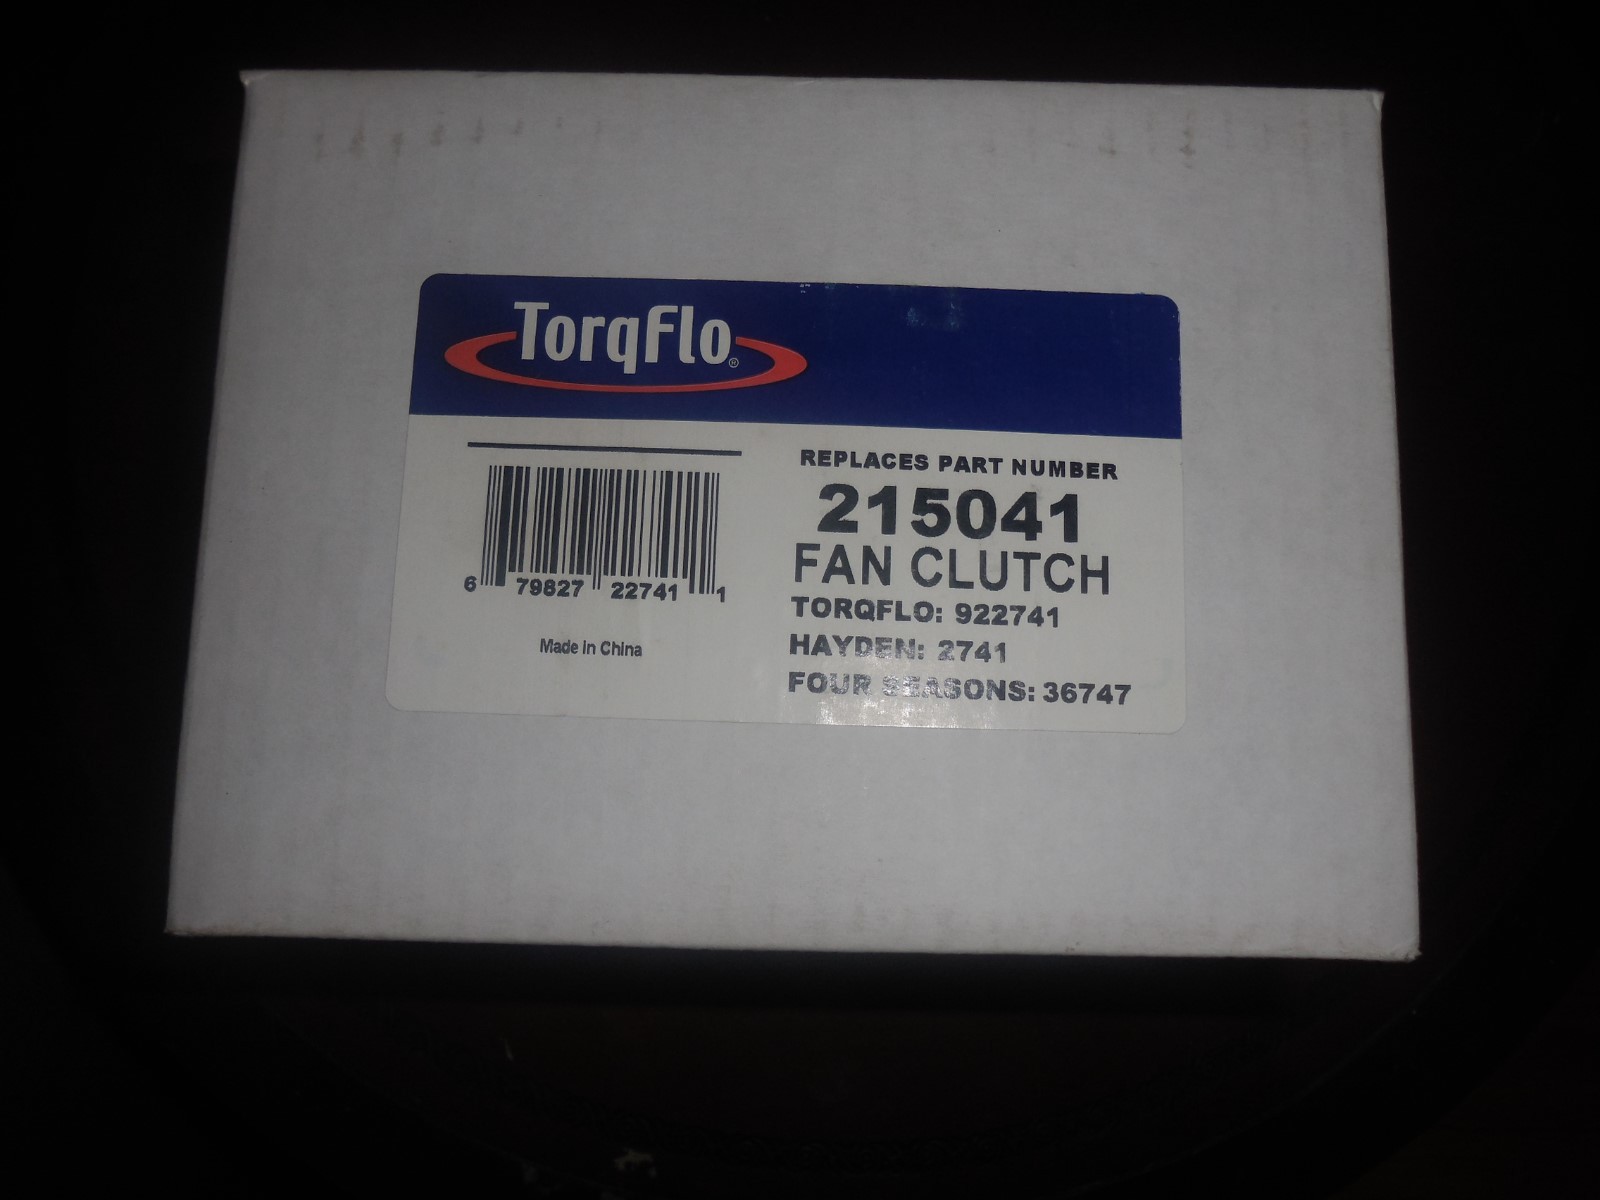 TorqFlo®
REPLACES PART NUMBER
215041
FAN CLUTCH
TORQFLO: 922741
HAYDEN: 2741
FOUR SEASONS: 36747
6 79827 22741 1
Made in China